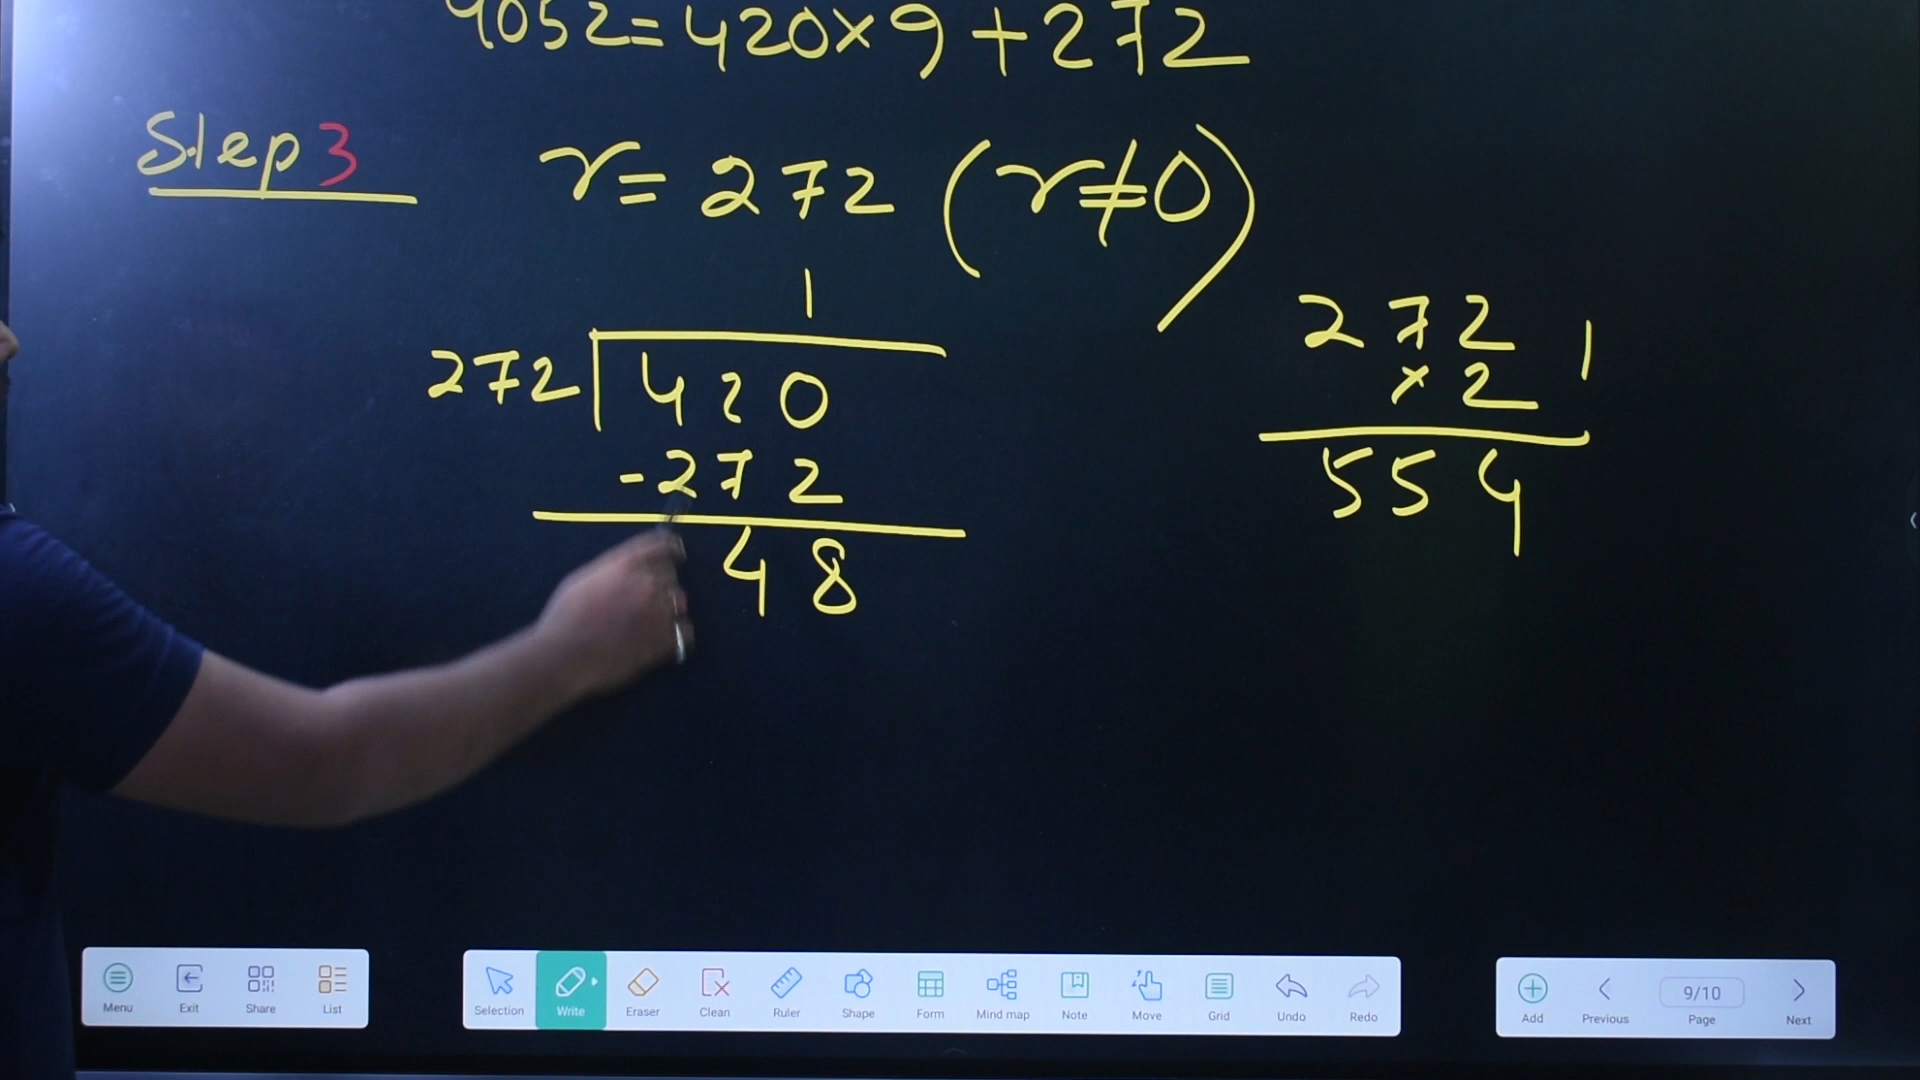 4052=420×9+272
Step 3
r=272 (r≠0)
1
272 420
-272
48
272 1
×2
554
Menu Exit Share List
Selection Write Eraser Clean Ruler Shape Form Mind map Note Move Grid Undo Redo
Add Previous 9/10 Page Next